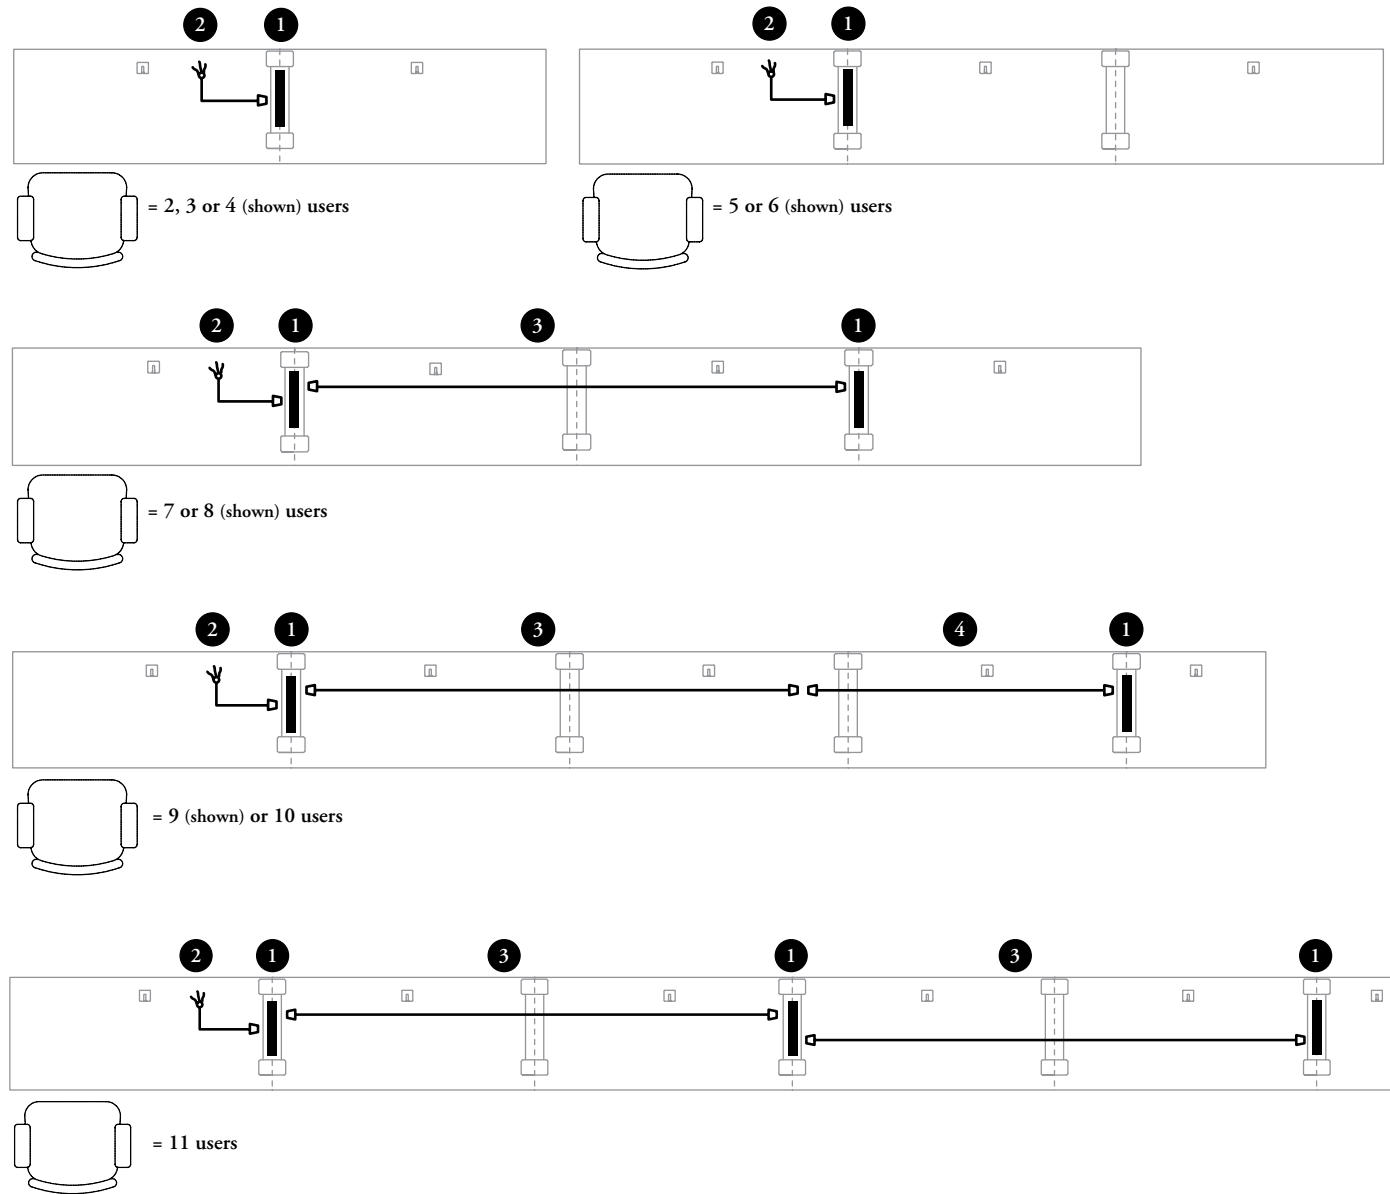 2 1 2 1
= 2, 3 or 4 (shown) users = 5 or 6 (shown) users
2 1 3 1
= 7 or 8 (shown) users
2 1 3 4 1
= 9 (shown) or 10 users
2 1 3 1 3 1
= 11 users